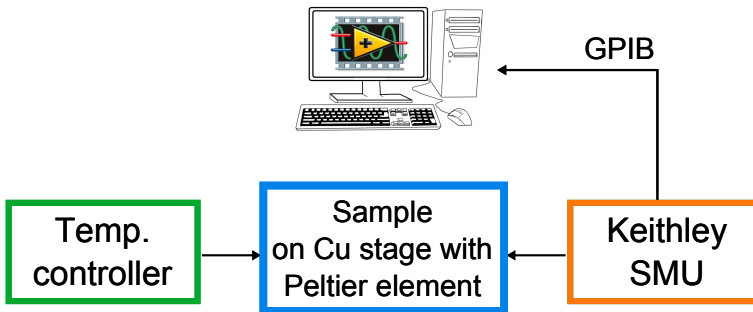 GPIB
Temp.
controller
Sample
on Cu stage with
Peltier element
Keithley
SMU